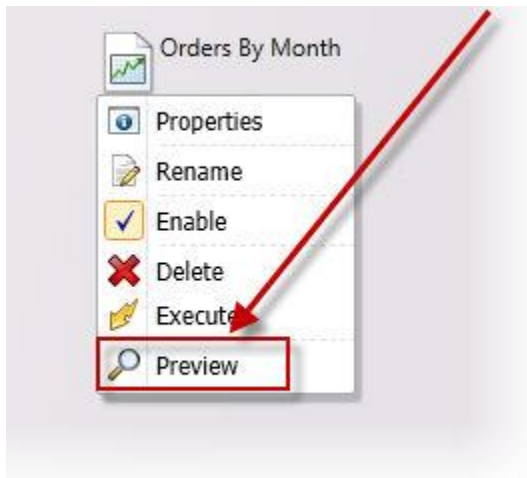 Orders By Month
Properties
Rename
Enable
Delete
Execute
Preview